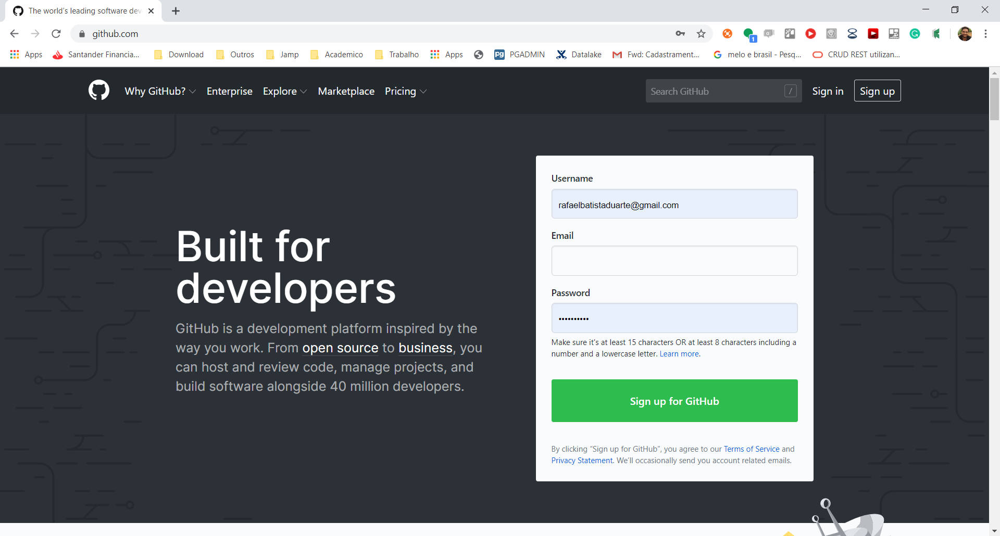 The world's leading software dev
github.com
1
Apps
Santander Financia...
Download
Outros
Jamp
Academico
Trabalho
Apps
pg
PGADMIN
Datalake
Fwd: Cadastrament...
melo e brasil - Pesq...
CRUD REST utilizan...
Why GitHub?
Enterprise
Explore
Marketplace
Pricing
Search GitHub
/
Sign in
Sign up
Built for
developers
GitHub is a development platform inspired by the
way you work. From open source to business, you
can host and review code, manage projects, and
build software alongside 40 million developers.
Username
rafaelbatistaduarte@gmail.com
Email
Password
••••••••••
Make sure it's at least 15 characters OR at least 8 characters including a
number and a lowercase letter. Learn more.
Sign up for GitHub
By clicking “Sign up for GitHub”, you agree to our Terms of Service and
Privacy Statement. We’ll occasionally send you account related emails.